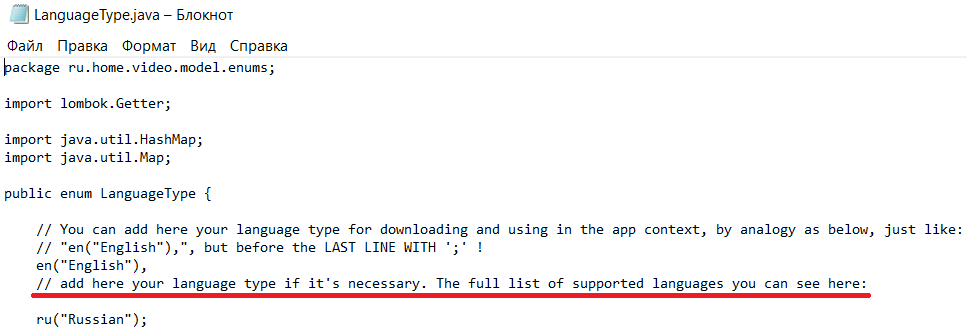 LanguageType.java – Блокнот
Файл Правка Формат Вид Справка
package ru.home.video.model.enums;
import lombok.Getter;
import java.util.HashMap;
import java.util.Map;
public enum LanguageType {
// You can add here your language type for downloading and using in the app context, by analogy as below, just like:
// "en("English"),", but before the LAST LINE WITH ';' !
en("English"),
// add here your language type if it's necessary. The full list of supported languages you can see here:
ru("Russian");